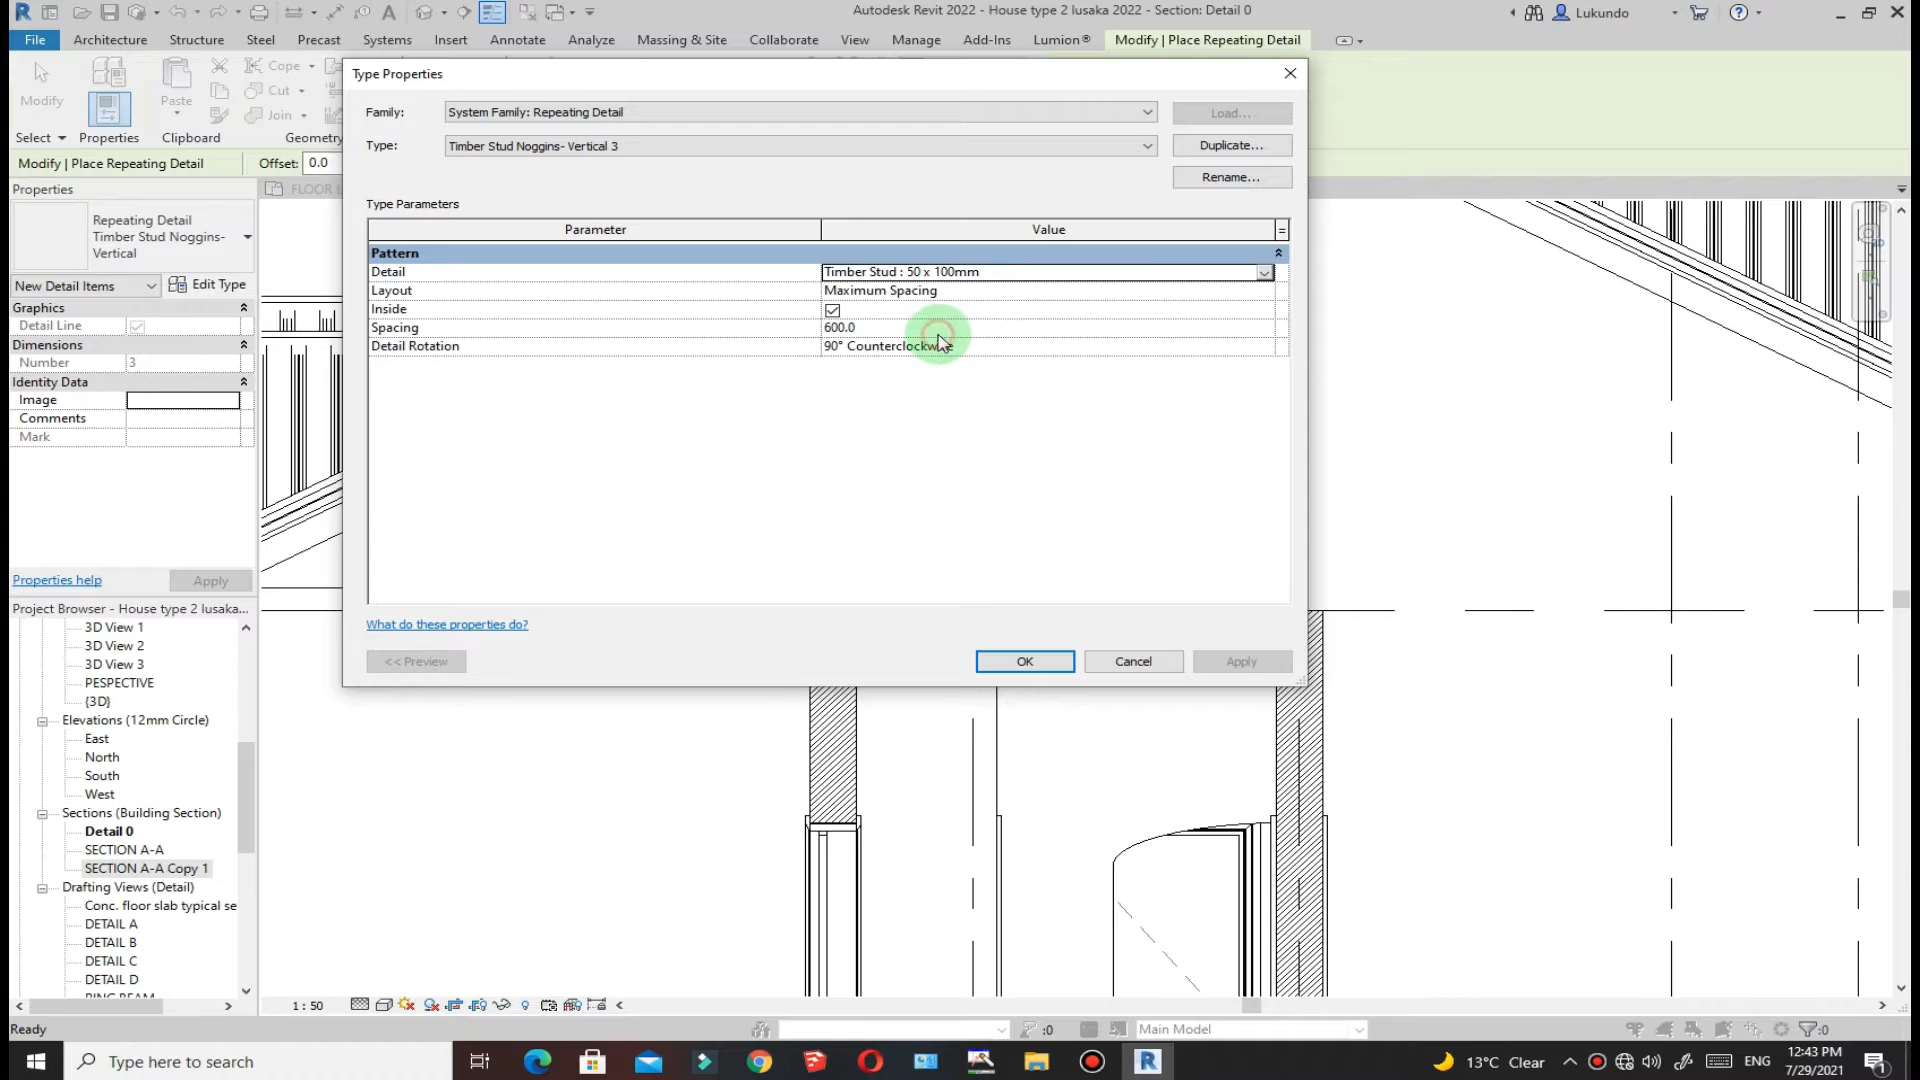 Autodesk Revit 2022 - House type 2 lusaka 2022 - Section: Detail 0
Lukundo
File Architecture Structure Steel Precast Systems Insert Annotate Analyze Massing & Site Collaborate View Manage Add-Ins Lumion® Modify | Place Repeating Detail
Modify
Paste
Cope
Cut
Join
Select Properties Clipboard Geometry
Modify | Place Repeating Detail Offset: 0.0
Properties
FLOOR
Repeating Detail
Timber Stud Noggins-
Vertical
New Detail Items Edit Type
Graphics
Detail Line
Dimensions
Number 3
Identity Data
Image
Comments
Mark
Properties help Apply
Type Properties
Family: System Family: Repeating Detail Load...
Type: Timber Stud Noggins- Vertical 3 Duplicate...
Rename...
Type Parameters
Parameter Value =
Pattern
Detail Timber Stud : 50 x 100mm
Layout Maximum Spacing
Inside
Spacing 600.0
Detail Rotation 90° Counterclockwise
What do these properties do?
<< Preview OK Cancel Apply
Project Browser - House type 2 lusaka...
3D View 1
3D View 2
3D View 3
PESPECTIVE
{3D}
Elevations (12mm Circle)
East
North
South
West
Sections (Building Section)
Detail 0
SECTION A-A
SECTION A-A Copy 1
Drafting Views (Detail)
Conc. floor slab typical se
DETAIL A
DETAIL B
DETAIL C
DETAIL D
RING BEAM
1 : 50
Ready :0 Main Model :0
Type here to search
13°C Clear ENG
12:43 PM
7/29/2021
1